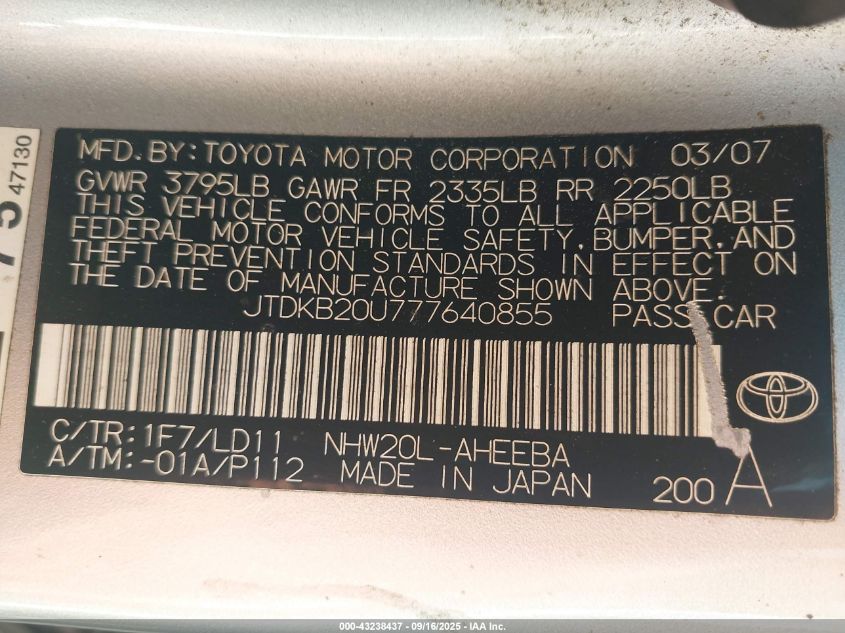 47130
75
MFD. BY: TOYOTA MOTOR CORPORATION 03/07
GVWR 3795LB GAWR FR 2335LB RR 2250LB
THIS VEHICLE CONFORMS TO ALL APPLICABLE
FEDERAL MOTOR VEHICLE SAFETY, BUMPER, AND
THEFT PREVENTION STANDARDS IN EFFECT ON
THE DATE OF MANUFACTURE SHOWN ABOVE.
JTDKB20U777640855 PASS CAR
C/TR: 1F7/LD11 NHW20L-AHEEBA
A/TM: -01A/P112 MADE IN JAPAN 200 A
000-43238437 - 09/16/2025 - IAA Inc.